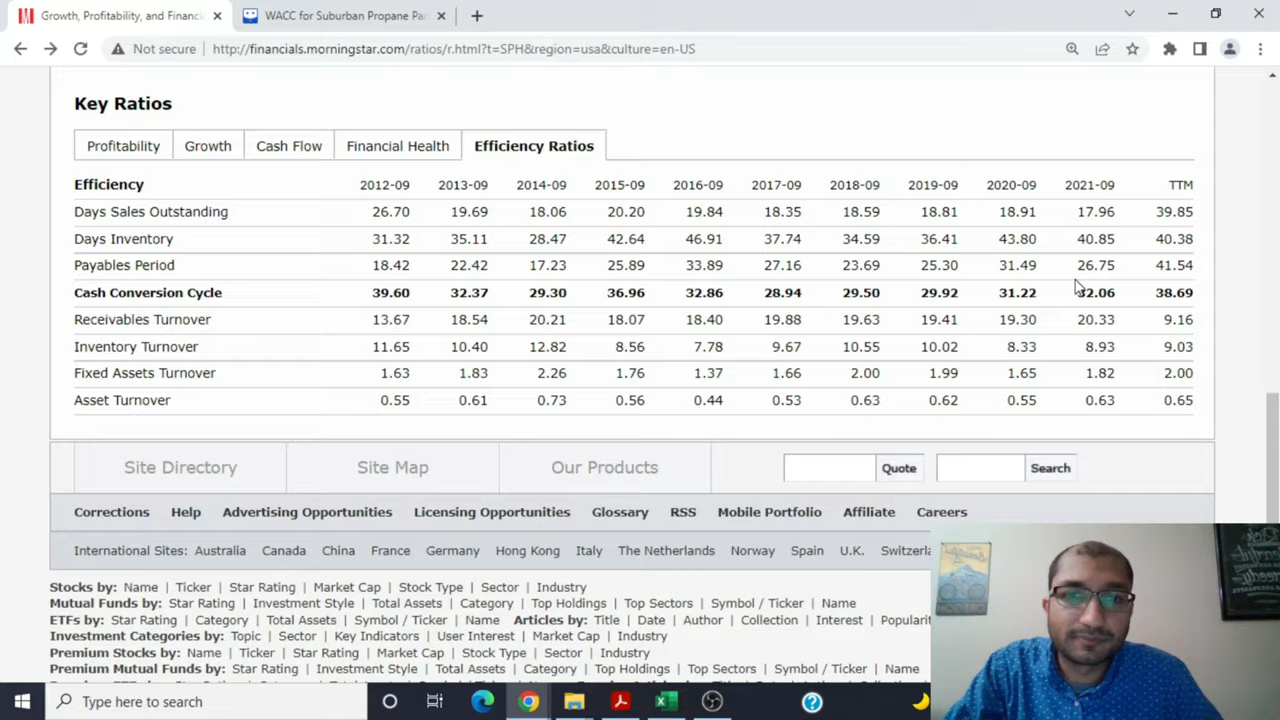 Growth, Profitability, and Financi
WACC for Suburban Propane Par
Not secure
http://financials.morningstar.com/ratios/r.html?t=SPH&region=usa&culture=en-US
Key Ratios
Profitability Growth Cash Flow Financial Health Efficiency Ratios
Efficiency 2012-09 2013-09 2014-09 2015-09 2016-09 2017-09 2018-09 2019-09 2020-09 2021-09 TTM
Days Sales Outstanding 26.70 19.69 18.06 20.20 19.84 18.35 18.59 18.81 18.91 17.96 39.85
Days Inventory 31.32 35.11 28.47 42.64 46.91 37.74 34.59 36.41 43.80 40.85 40.38
Payables Period 18.42 22.42 17.23 25.89 33.89 27.16 23.69 25.30 31.49 26.75 41.54
Cash Conversion Cycle 39.60 32.37 29.30 36.96 32.86 28.94 29.50 29.92 31.22 32.06 38.69
Receivables Turnover 13.67 18.54 20.21 18.07 18.40 19.88 19.63 19.41 19.30 20.33 9.16
Inventory Turnover 11.65 10.40 12.82 8.56 7.78 9.67 10.55 10.02 8.33 8.93 9.03
Fixed Assets Turnover 1.63 1.83 2.26 1.76 1.37 1.66 2.00 1.99 1.65 1.82 2.00
Asset Turnover 0.55 0.61 0.73 0.56 0.44 0.53 0.63 0.62 0.55 0.63 0.65
Site Directory Site Map Our Products Quote Search
Corrections Help Advertising Opportunities Licensing Opportunities Glossary RSS Mobile Portfolio Affiliate Careers
International Sites: Australia Canada China France Germany Hong Kong Italy The Netherlands Norway Spain U.K. Switzerla
Stocks by: Name | Ticker | Star Rating | Market Cap | Stock Type | Sector | Industry
Mutual Funds by: Star Rating | Investment Style | Total Assets | Category | Top Holdings | Top Sectors | Symbol / Ticker | Name
ETFs by: Star Rating | Category | Total Assets | Symbol / Ticker | Name Articles by: Title | Date | Author | Collection | Interest | Populari
Investment Categories by: Topic | Sector | Key Indicators | User Interest | Market Cap | Industry
Premium Stocks by: Name | Ticker | Star Rating | Market Cap | Stock Type | Sector | Industry
Premium Mutual Funds by: Star Rating | Investment Style | Total Assets | Category | Top Holdings | Top Sectors | Symbol / Ticker | Name
Type here to search